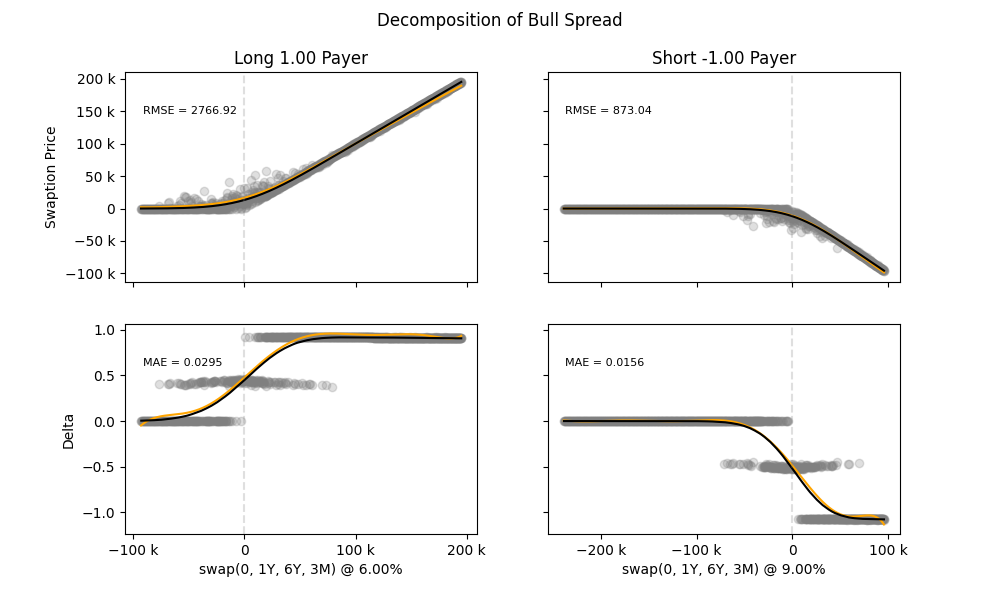 Decomposition of Bull Spread
Long 1.00 Payer
Short -1.00 Payer
200 k
150 k
100 k
50 k
0
−50 k
−100 k
Swaption Price
RMSE = 2766.92
RMSE = 873.04
1.0
0.5
0.0
−0.5
−1.0
Delta
MAE = 0.0295
MAE = 0.0156
−100 k 0 100 k 200 k
−200 k −100 k 0 100 k
swap(0, 1Y, 6Y, 3M) @ 6.00%
swap(0, 1Y, 6Y, 3M) @ 9.00%